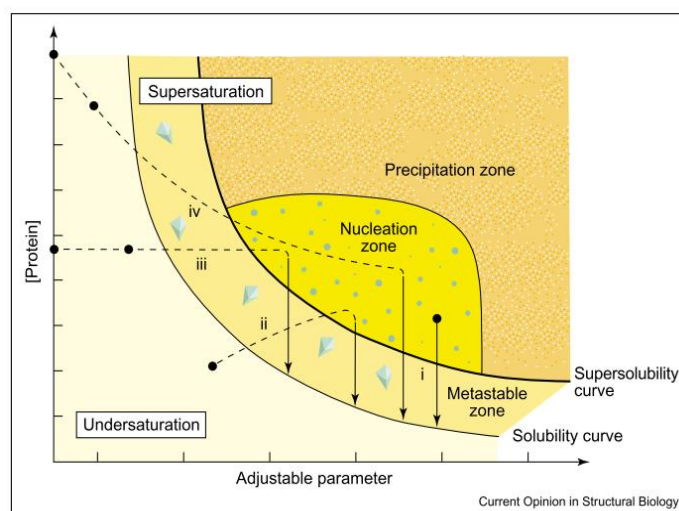 Supersaturation
Precipitation zone
iv
Nucleation
zone
[Protein]
iii
ii
i
Supersolubility
curve
Metastable
zone
Undersaturation
Solubility curve
Adjustable parameter
Current Opinion in Structural Biology